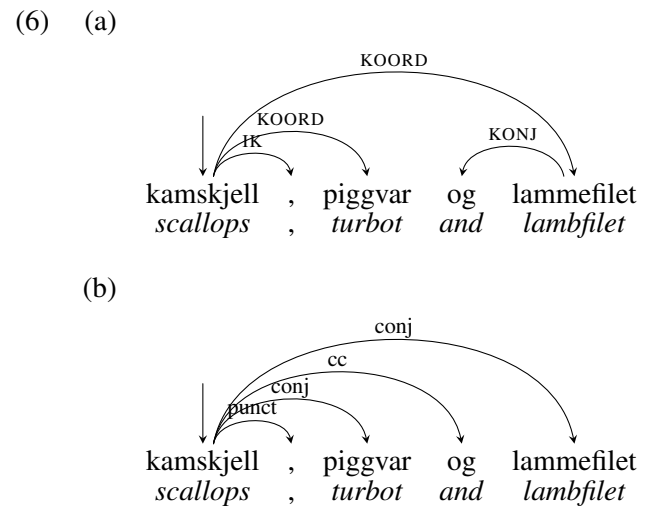 (6) (a)
KOORD
KOORD
IK
KONJ
kamskjell , piggvar og lammefilet
scallops , turbot and lambfilet
(b)
conj
cc
conj
punct
kamskjell , piggvar og lammefilet
scallops , turbot and lambfilet